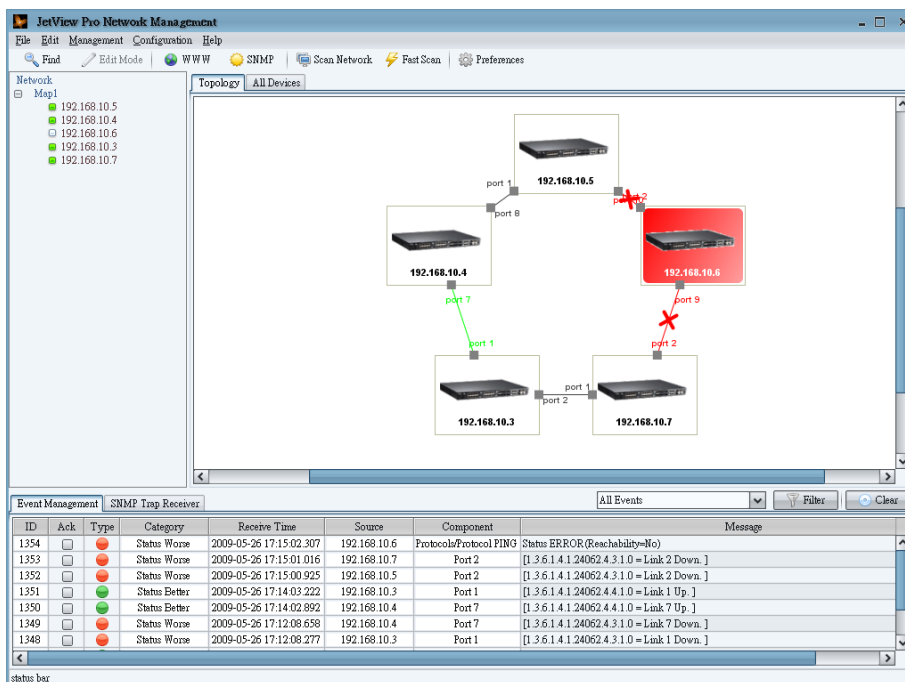 JetView Pro Network Management
File Edit Management Configuration Help
Find Edit Mode WWW SNMP Scan Network Fast Scan Preferences
Network
Map1
192.168.10.5
192.168.10.4
192.168.10.6
192.168.10.3
192.168.10.7
Topology All Devices
192.168.10.5
port 1
port 8
192.168.10.4
192.168.10.6
port 7
port 9
port 1
port 2
192.168.10.3
port 2
port 1
192.168.10.7
Event Management SNMP Trap Receiver
All Events Filter Clear
ID Ack Type Category Receive Time Source Component Message
1354 Status Worse 2009-05-26 17:15:02.307 192.168.10.6 Protocols/Protocol PING Status ERROR(Reachability=No)
1353 Status Worse 2009-05-26 17:15:01.016 192.168.10.7 Port 2 [1.3.6.1.4.1.24062.4.3.1.0 = Link 2 Down. ]
1352 Status Worse 2009-05-26 17:15:00.925 192.168.10.5 Port 2 [1.3.6.1.4.1.24062.4.3.1.0 = Link 2 Down. ]
1351 Status Better 2009-05-26 17:14:03.222 192.168.10.3 Port 1 [1.3.6.1.4.1.24062.4.4.1.0 = Link 1 Up. ]
1350 Status Better 2009-05-26 17:14:02.892 192.168.10.4 Port 7 [1.3.6.1.4.1.24062.4.4.1.0 = Link 7 Up. ]
1349 Status Worse 2009-05-26 17:12:08.658 192.168.10.4 Port 7 [1.3.6.1.4.1.24062.4.3.1.0 = Link 7 Down. ]
1348 Status Worse 2009-05-26 17:12:08.277 192.168.10.3 Port 1 [1.3.6.1.4.1.24062.4.3.1.0 = Link 1 Down. ]
status bar